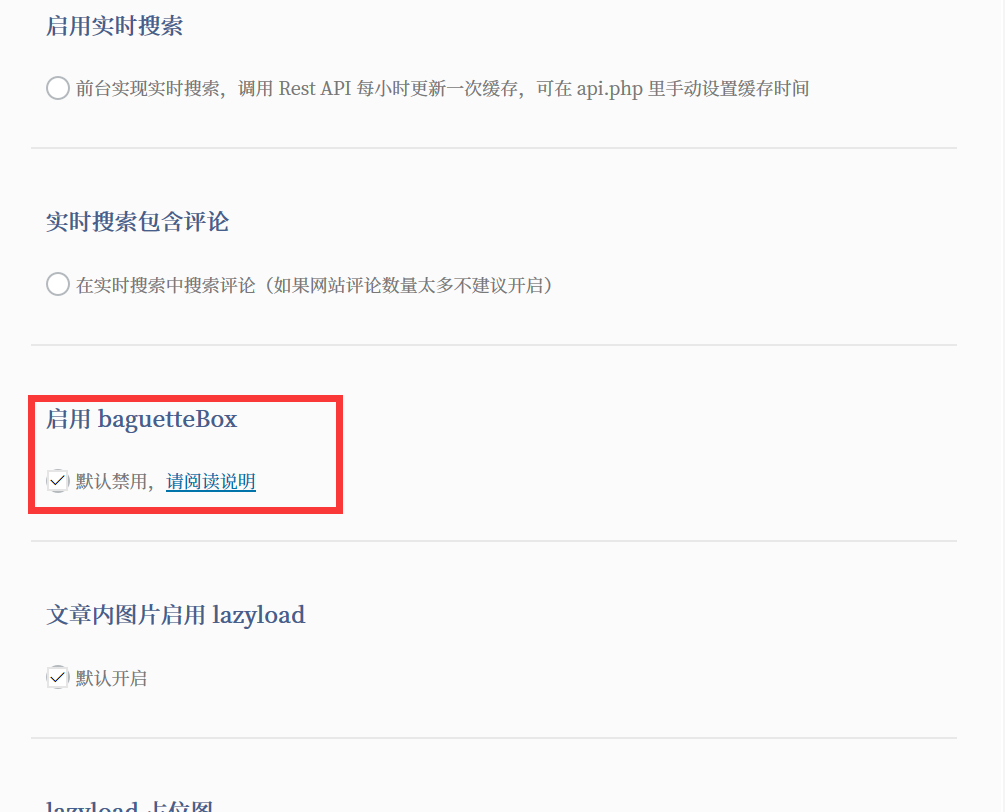 启用实时搜索
前台实现实时搜索，调用 Rest API 每小时更新一次缓存，可在 api.php 里手动设置缓存时间
实时搜索包含评论
在实时搜索中搜索评论（如果网站评论数量太多不建议开启）
启用 baguetteBox
默认禁用，请阅读说明
文章内图片启用 lazyload
默认开启
lazyload 占位图